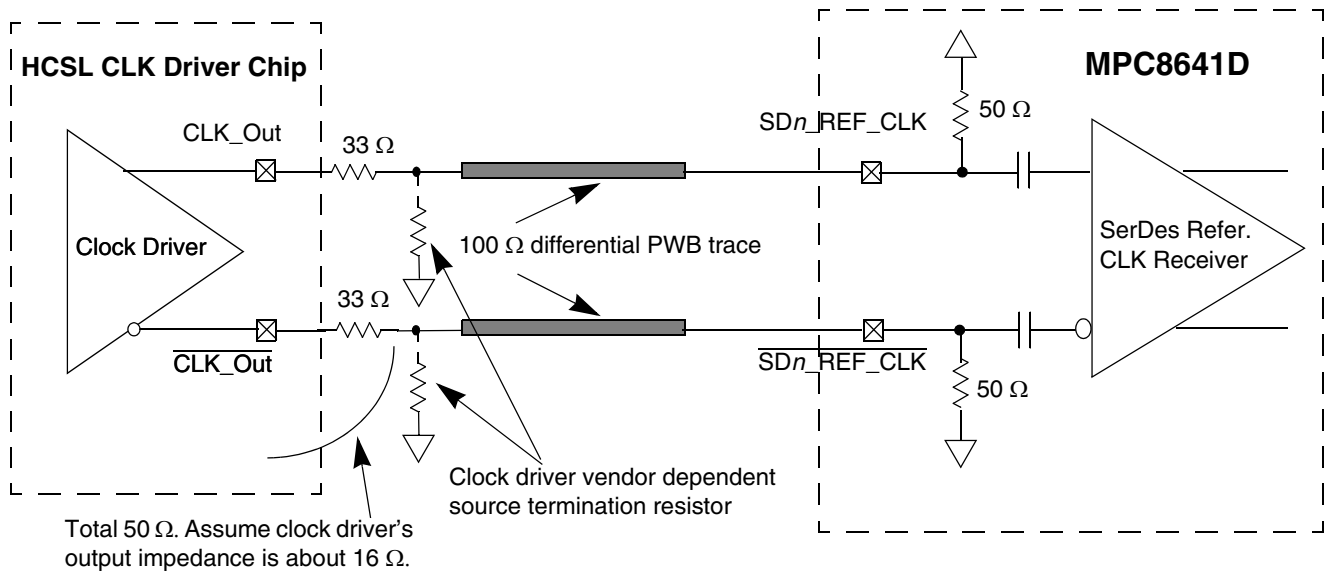 HCSL CLK Driver Chip
MPC8641D
CLK_Out
33 Ω
SDn_REF_CLK
50 Ω
Clock Driver
100 Ω differential PWB trace
SerDes Refer.
CLK Receiver
33 Ω
CLK_Out
SDn_REF_CLK
50 Ω
Clock driver vendor dependent
source termination resistor
Total 50 Ω. Assume clock driver's
output impedance is about 16 Ω.